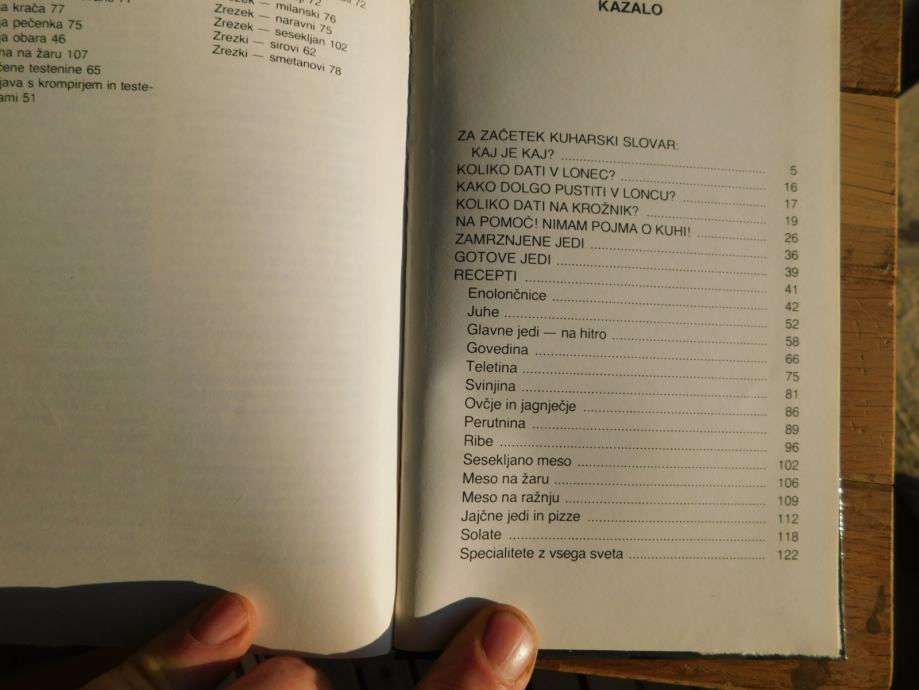 krača 77
pečenka 75
obara 46
na žaru 107
testenine 65
s krompirjem in teste-
51
72
Zrezek — milanski 76
Zrezek — naravni 75
Zrezek — sesekljan 102
Zrezki — sirovi 62
Zrezki — smetanovi 78
KAZALO
ZA ZAČETEK KUHARSKI SLOVAR:
KAJ JE KAJ? 5
KOLIKO DATI V LONEC? 16
KAKO DOLGO PUSTITI V LONCU? 17
KOLIKO DATI NA KROŽNIK? 19
NA POMOČ! NIMAM POJMA O KUHI! 26
ZAMRZNJENE JEDI 36
GOTOVE JEDI 39
RECEPTI 41
Enolončnice 42
Juhe 52
Glavne jedi — na hitro 58
Govedina 66
Teletina 75
Svinjina 81
Ovčje in jagnječje 86
Perutnina 89
Ribe 96
Sesekljano meso 102
Meso na žaru 106
Meso na ražnju 109
Jajčne jedi in pizze 112
Solate 118
Specialitete z vsega sveta 122